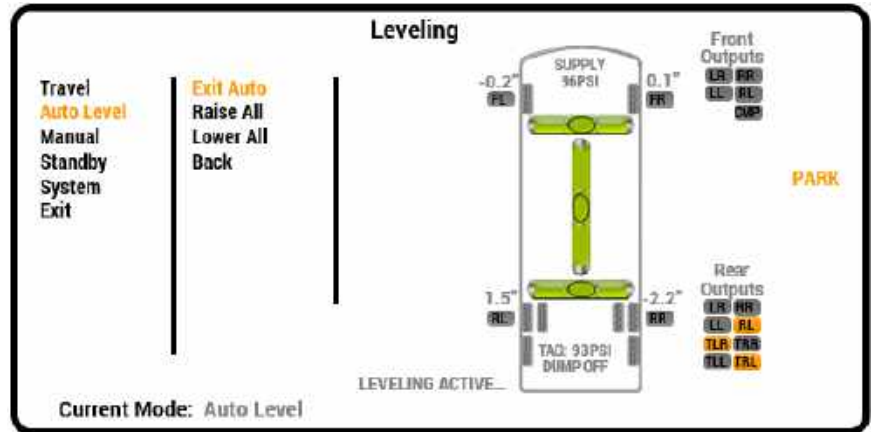 Leveling
Travel
Auto Level
Manual
Standby
System
Exit
Exit Auto
Raise All
Lower All
Back
SUPPLY
96PSI
-0.2"
FL
0.1"
FR
1.5"
RL
-2.2"
RR
TAG: 93PSI
DUMP OFF
Front
Outputs
LR RR
LL RL
DMP
PARK
Rear
Outputs
LR RR
LL RL
TLR TRR
TLL TRL
LEVELING ACTIVE...
Current Mode: Auto Level